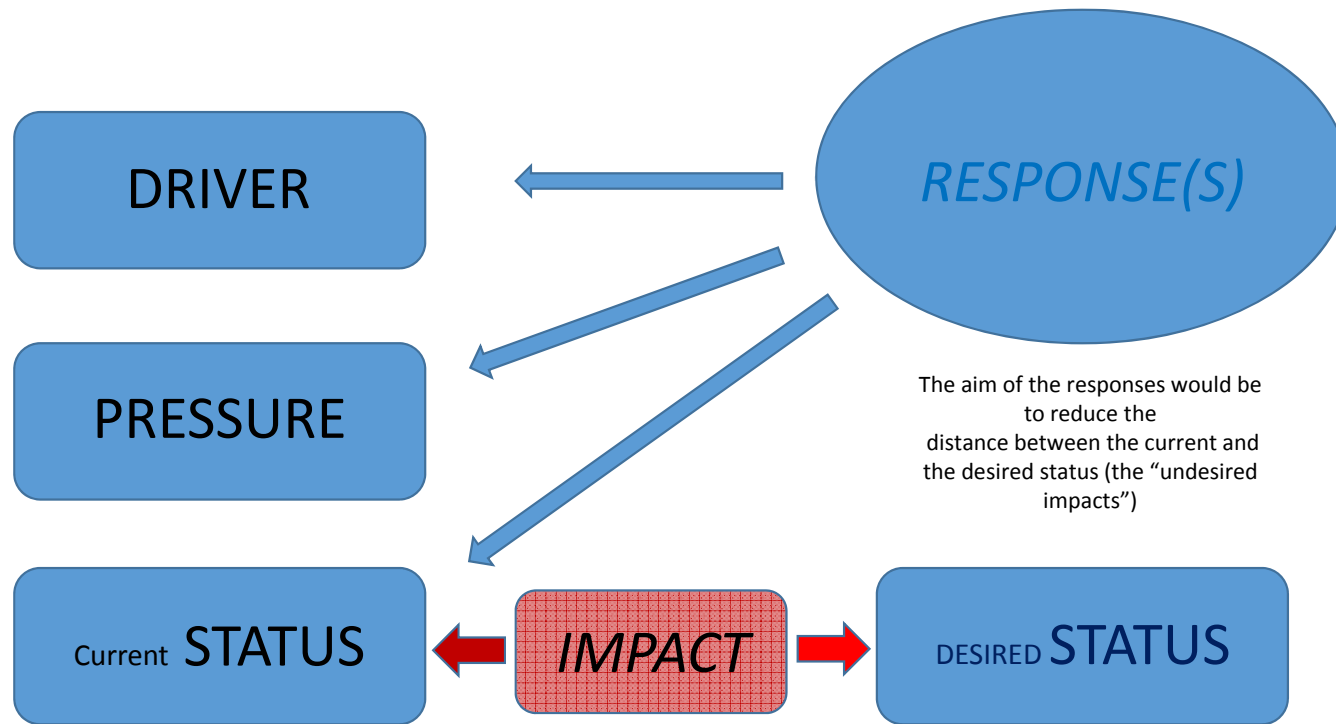 DRIVER
RESPONSE(S)
PRESSURE
The aim of the responses would be
to reduce the
distance between the current and
the desired status (the “undesired
impacts”)
Current STATUS
IMPACT
DESIRED STATUS